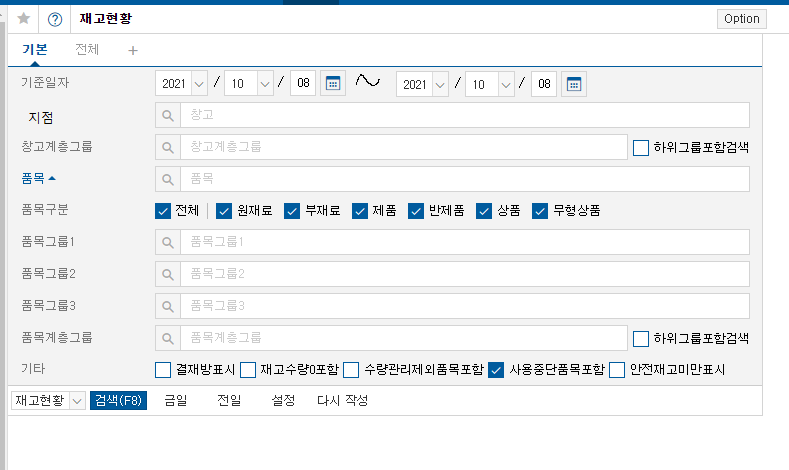 재고현황 Option
기본 전체 +
기준일자 2021 / 10 / 08 ~ 2021 / 10 / 08
지점 창고
창고계층그룹 창고계층그룹 하위그룹포함검색
품목 품목
품목구분 전체 원재료 부재료 제품 반제품 상품 무형상품
품목그룹1 품목그룹1
품목그룹2 품목그룹2
품목그룹3 품목그룹3
품목계층그룹 품목계층그룹 하위그룹포함검색
기타 결재방표시 재고수량0포함 수량관리제외품목포함 사용중단품목포함 안전재고미만표시
재고현황 검색(F8) 금일 전일 설정 다시 작성